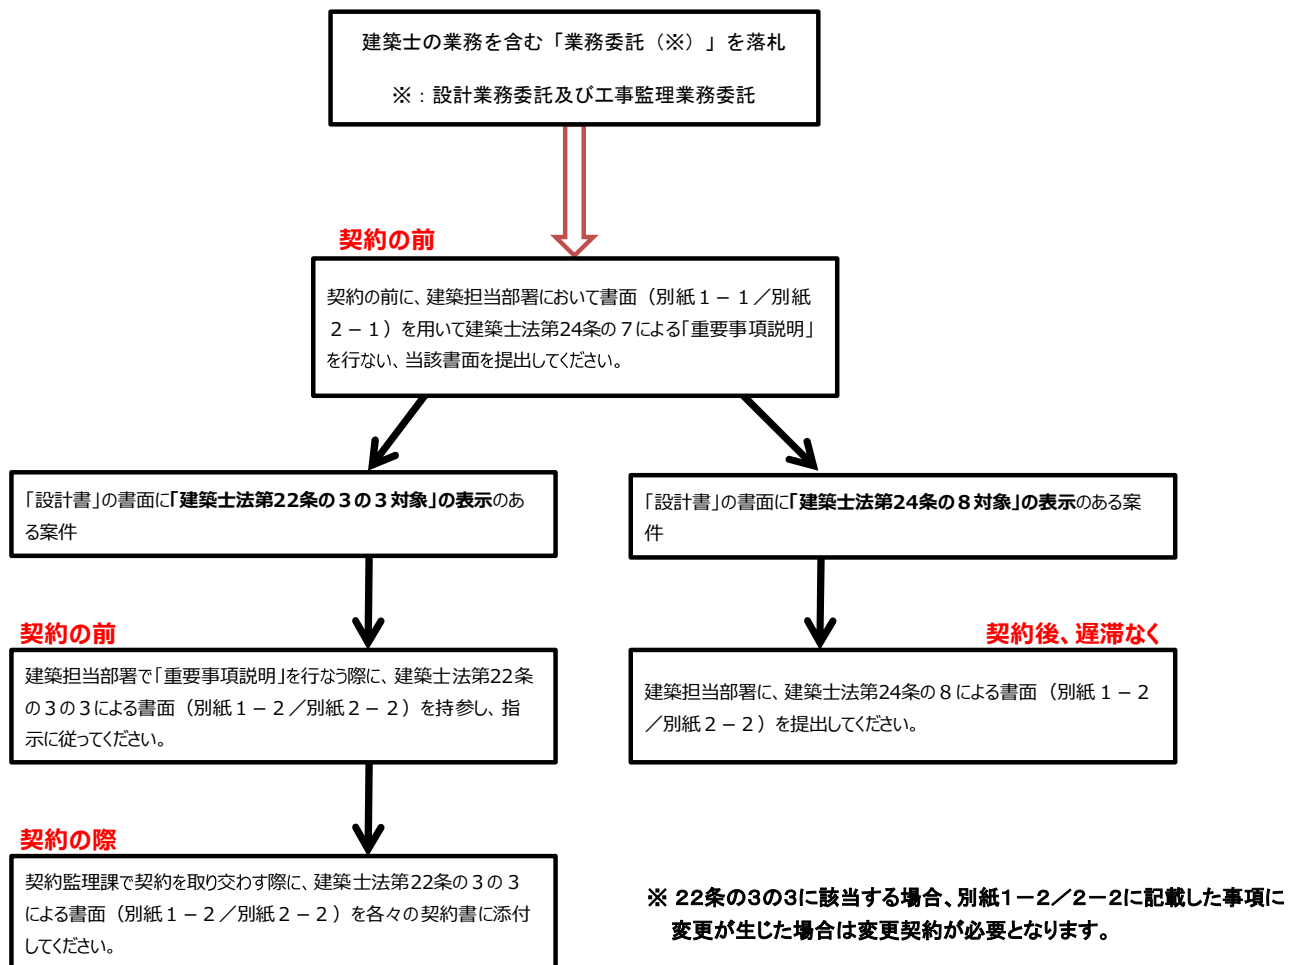 建築士の業務を含む「業務委託（※）」を落札
※：設計業務委託及び工事監理業務委託
契約の前
契約の前に、建築担当部署において書面（別紙１－１／別紙
２－１）を用いて建築士法第24条の７による「重要事項説明」
を行ない、当該書面を提出してください。
「設計書」の書面に「建築士法第22条の３の３対象」の表示のあ
る案件
「設計書」の書面に「建築士法第24条の８対象」の表示のある案
件
契約の前
建築担当部署で「重要事項説明」を行なう際に、建築士法第22条
の３の３による書面（別紙１－２／別紙２－２）を持参し、指
示に従ってください。
契約後、遅滞なく
建築担当部署に、建築士法第24条の８による書面（別紙１－２
／別紙２－２）を提出してください。
契約の際
契約監理課で契約を取り交わす際に、建築士法第22条の３の３
による書面（別紙１－２／別紙２－２）を各々の契約書に添付
してください。
※ 22条の3の3に該当する場合、別紙1－2／2－2に記載した事項に
変更が生じた場合は変更契約が必要となります。